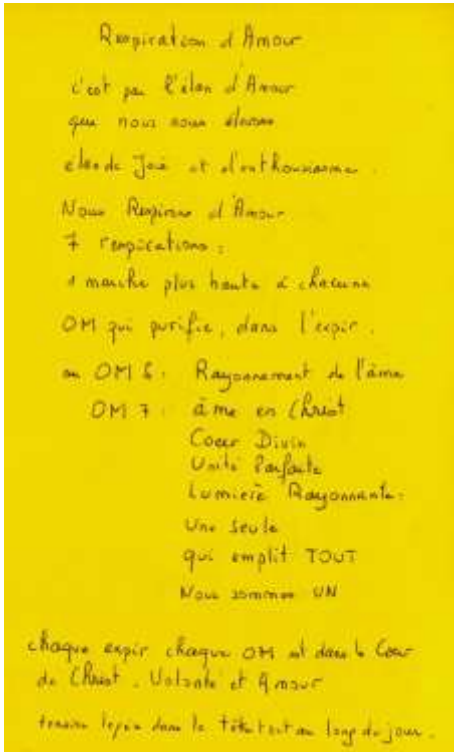 Respiration d'Amour
c'est par l'élan d'Amour
que nous nous élevons
élan de Joie et d'enthousiasme.
Nous Respirons d'Amour
7 respirations :
1 marche plus haute à chacune
OM qui purifie, dans l'expir.
au OM 6 : Rayonnement de l'âme
OM 7 : âme en Christ
Coeur Divin
Unité Parfaite
Lumière Rayonnante.
Une seule
qui emplit TOUT
Nous sommes UN
chaque expir chaque OM est dans le Coeur
du Christ. Volonté et Amour
dans la tête tout au long du jour.